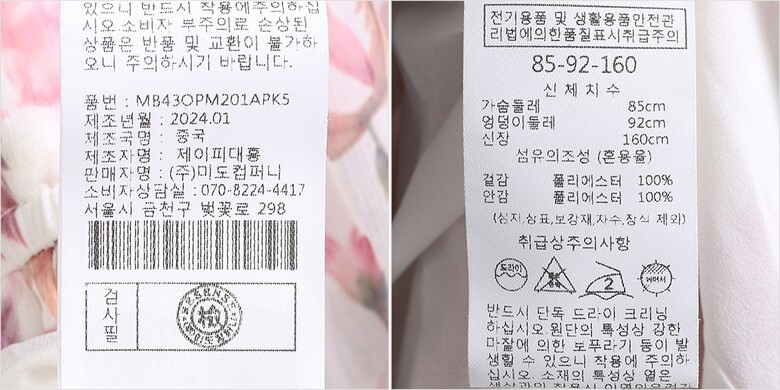 있으니 착용에주의하십
시오.소비자 부주의로 손상된
상품은 반품 및 교환이 불가하
오니 주의하시기 바랍니다.
품번 : MB43OPM201APK5
제조년월 : 2024.01
제조국명 : 중국
제조자명 : 제이피대흥
판매자명 : (주)미도컴퍼니
소비자상담실 : 070-8224-4417
서울시 금천구 벚꽃로 298
검사필
전기용품 및 생활용품안전관
리법에의한품질표시취급주의
85-92-160
신체치수
가슴둘레 85cm
엉덩이둘레 92cm
신장 160cm
섬유의조성 (혼용율)
겉감 폴리에스터 100%
안감 폴리에스터 100%
(심지,상표,보강재,자수,장식 제외)
취급상주의사항
드라이
2
반드시 단독 드라이 크리닝
하십시오.원단의 특성상 강한
마찰에 의한 보푸라기 등이 발
생할 수 있으니 착용에 주의하
십시오. 소재의 특성상 열은